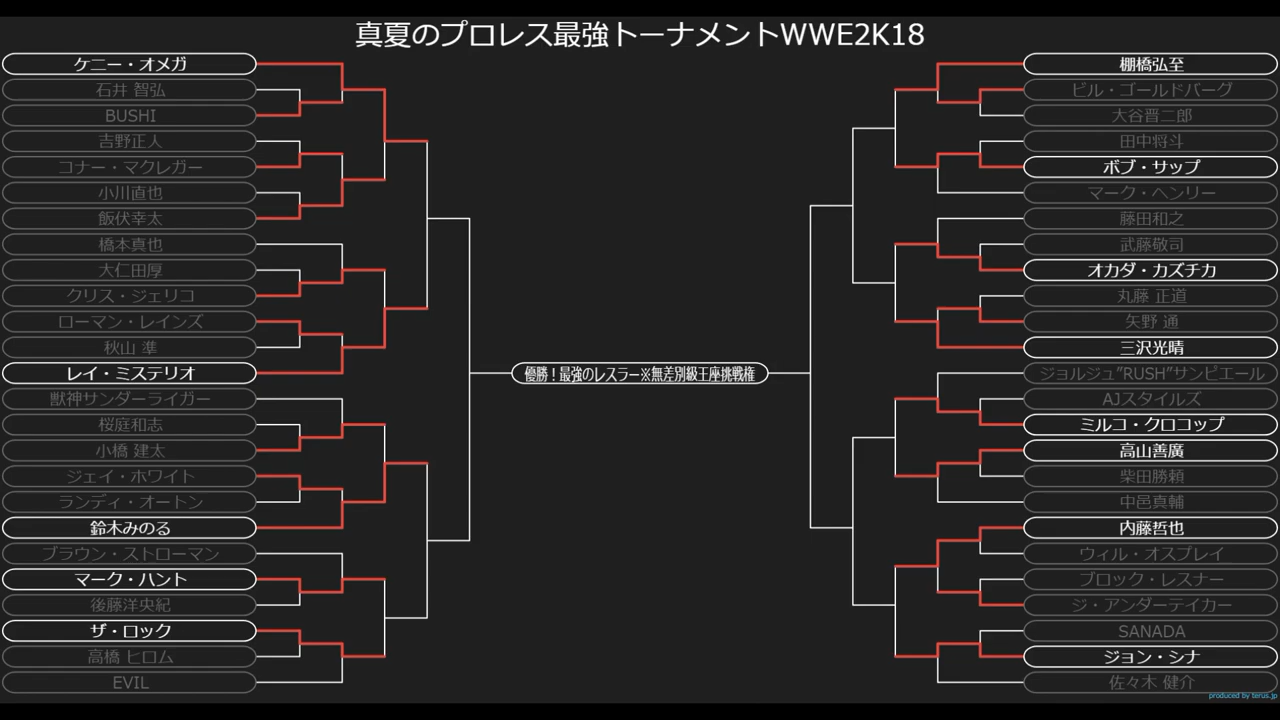 真夏のプロレス最強トーナメントWWE2K18
ケニー・オメガ
石井 智弘
BUSHI
吉野正人
コナー・マクレガー
小川直也
飯伏幸太
橋本真也
大仁田厚
クリス・ジェリコ
ローマン・レインズ
秋山 準
レイ・ミステリオ
獣神サンダーライガー
桜庭和志
小橋 建太
ジェイ・ホワイト
ランディ・オートン
鈴木みのる
ブラウン・ストローマン
マーク・ハント
後藤洋央紀
ザ・ロック
高橋 ヒロム
EVIL
優勝！最強のレスラー※無差別級王座挑戦権
棚橋弘至
ビル・ゴールドバーグ
大谷晋二郎
田中将斗
ボブ・サップ
マーク・ヘンリー
藤田和之
武藤敬司
オカダ・カズチカ
丸藤 正道
矢野 通
三沢光晴
ジョルジュ”RUSH”サンピエール
AJスタイルズ
ミルコ・クロコップ
高山善廣
柴田勝頼
中邑真輔
内藤哲也
ウィル・オスプレイ
ブロック・レスナー
ジ・アンダーテイカー
SANADA
ジョン・シナ
佐々木 健介
produced by terus.jp